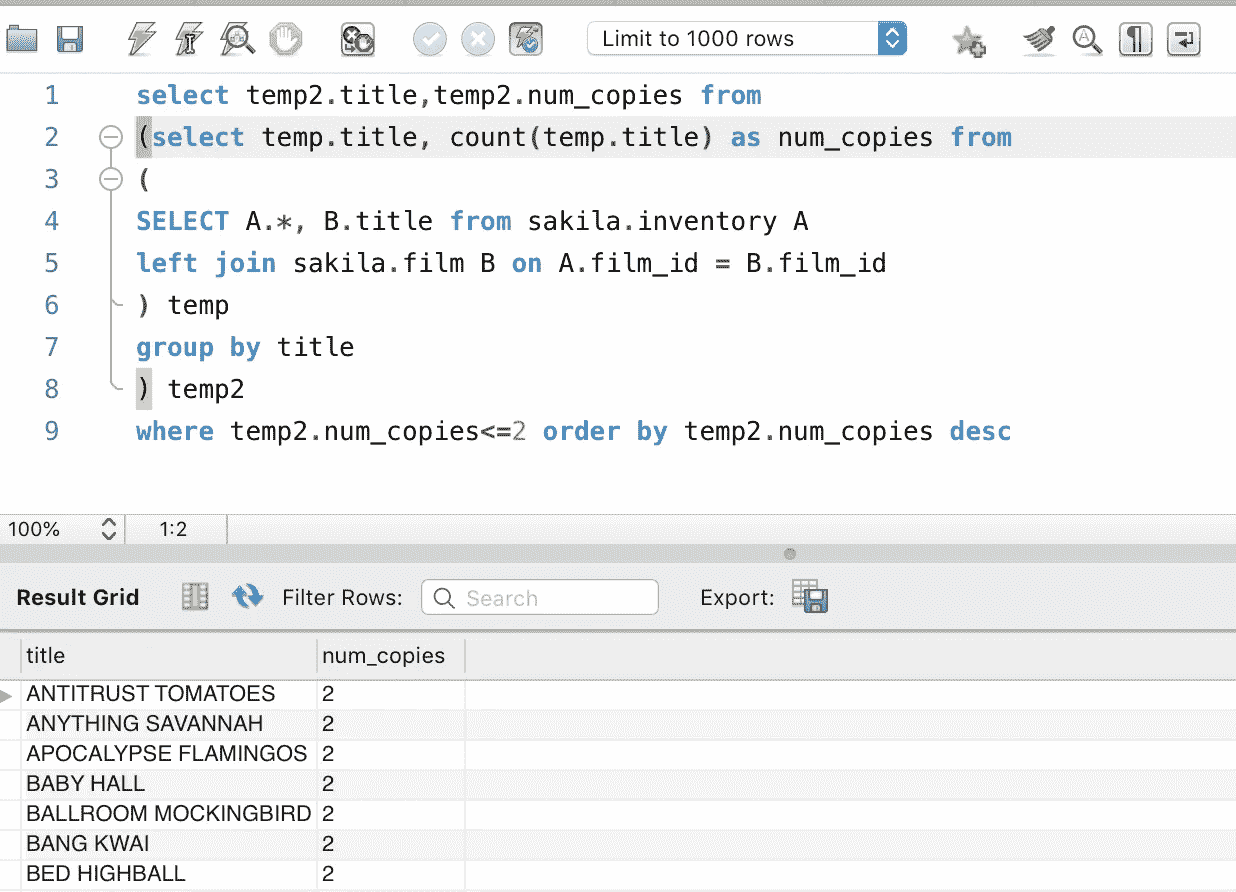 Limit to 1000 rows
1 select temp2.title,temp2.num_copies from
2 (select temp.title, count(temp.title) as num_copies from
3 (
4 SELECT A.*, B.title from sakila.inventory A
5 left join sakila.film B on A.film_id = B.film_id
6 ) temp
7 group by title
8 ) temp2
9 where temp2.num_copies<=2 order by temp2.num_copies desc
100% 1:2
Result Grid Filter Rows: Search Export:
title num_copies
ANTITRUST TOMATOES 2
ANYTHING SAVANNAH 2
APOCALYPSE FLAMINGOS 2
BABY HALL 2
BALLROOM MOCKINGBIRD 2
BANG KWAI 2
BED HIGHBALL 2